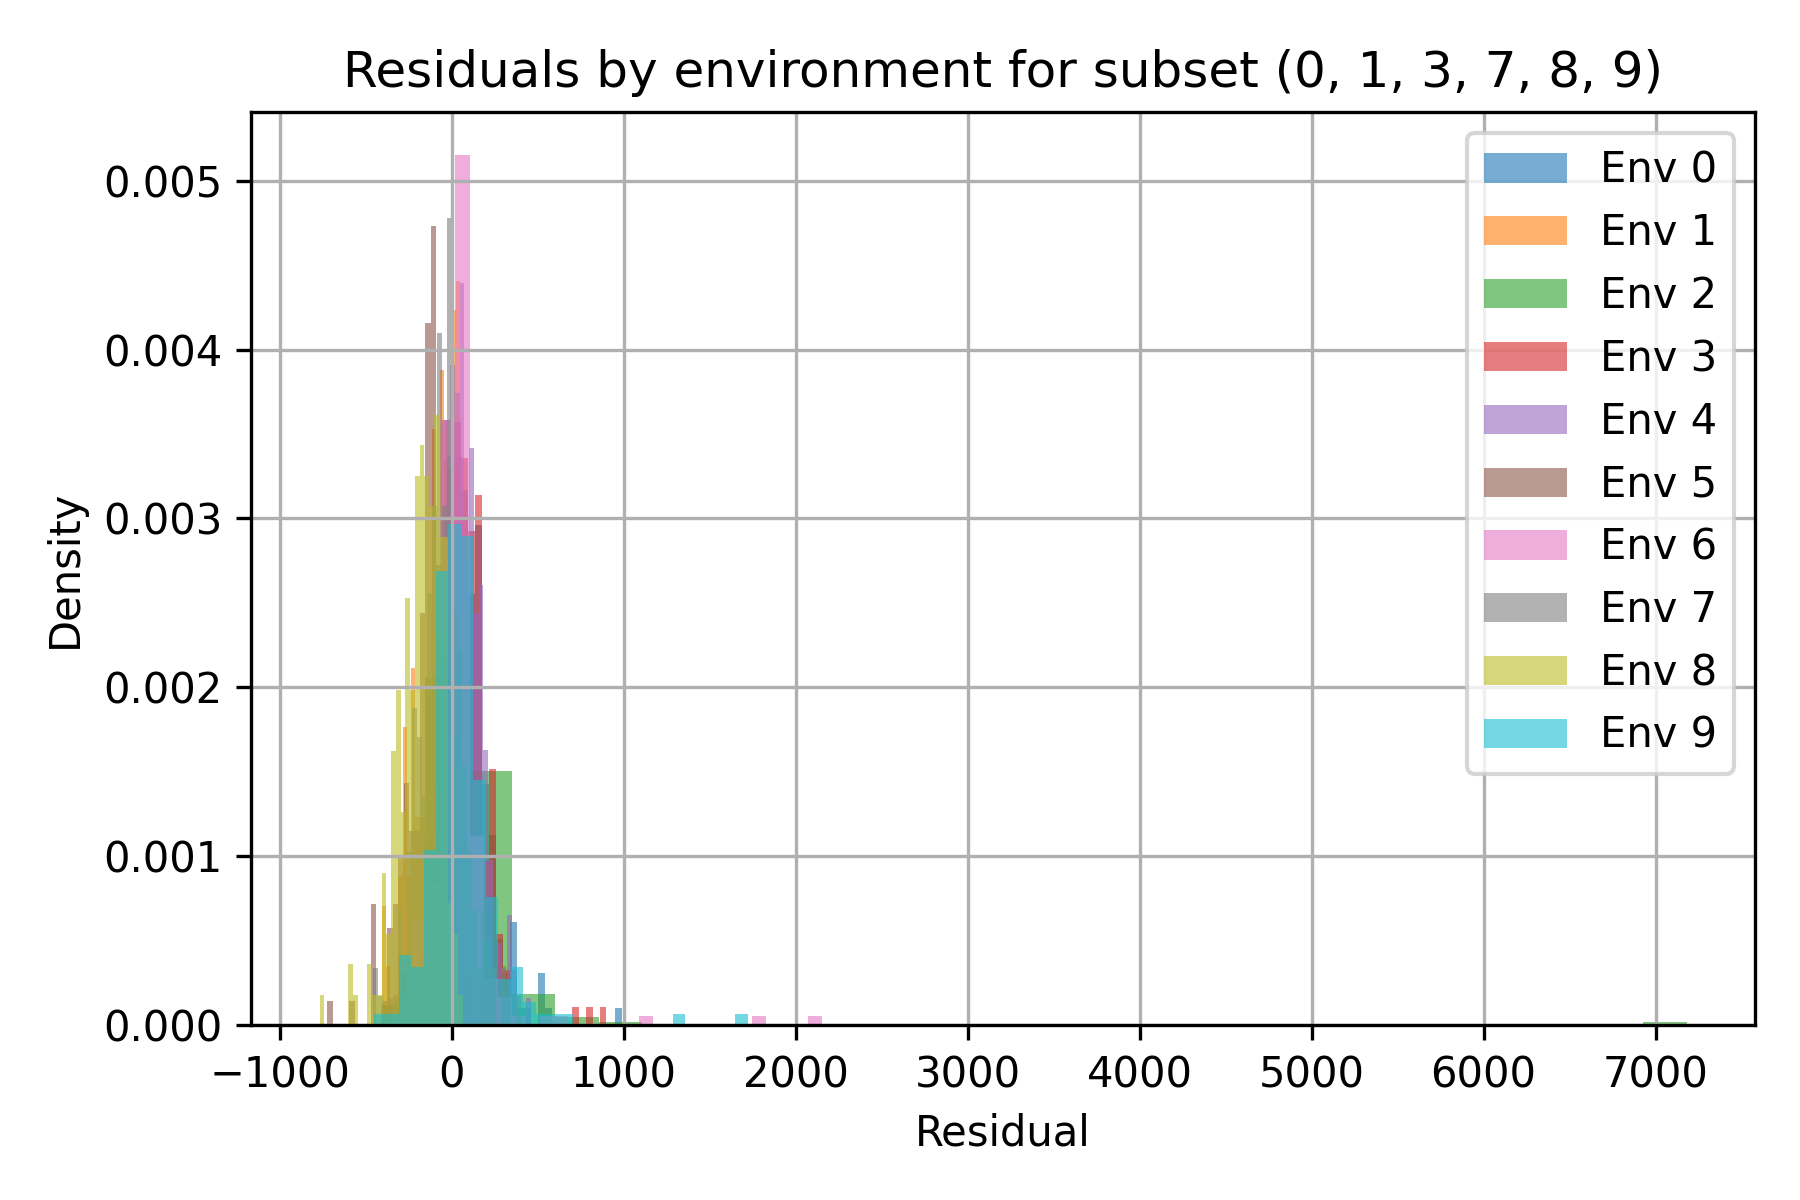 Residuals by environment for subset (0, 1, 3, 7, 8, 9)
0.005
0.004
0.003
0.002
0.001
0.000
Density
−1000
0
1000
2000
3000
4000
5000
6000
7000
Residual
Env 0
Env 1
Env 2
Env 3
Env 4
Env 5
Env 6
Env 7
Env 8
Env 9